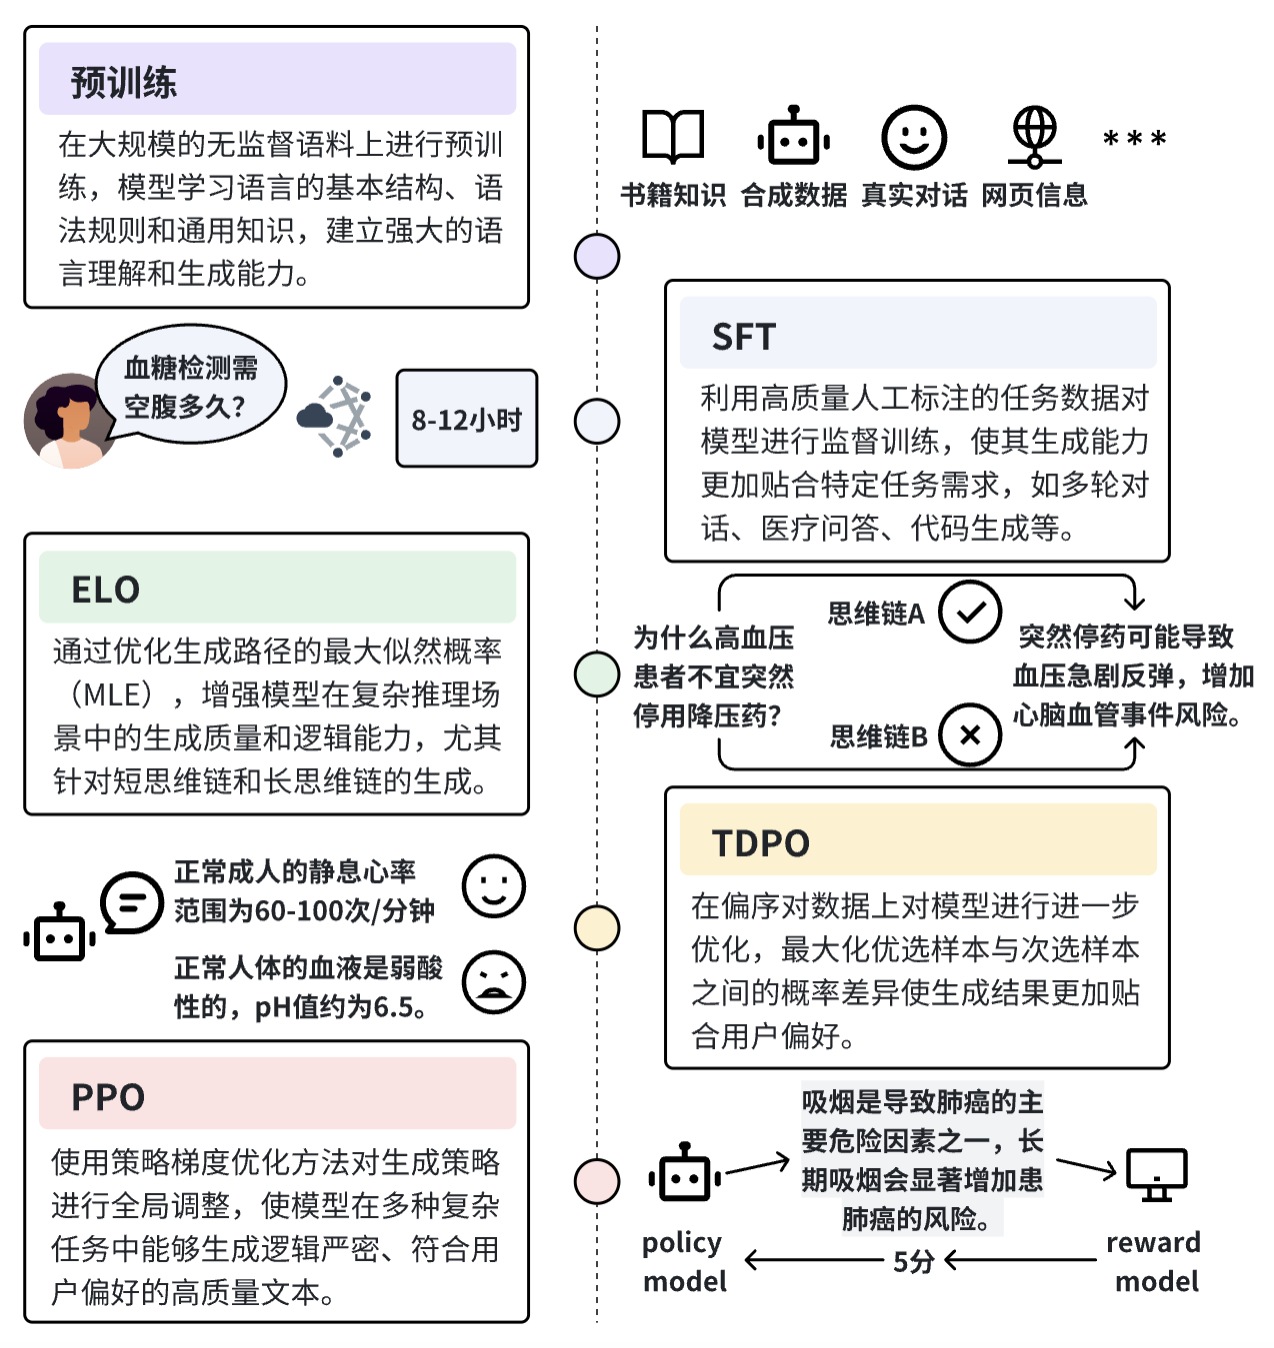 预训练
在大规模的无监督语料上进行预训
练，模型学习语言的基本结构、语
法规则和通用知识，建立强大的语
言理解和生成能力。
***
书籍知识 合成数据 真实对话 网页信息
血糖检测需
空腹多久？
8-12小时
SFT
利用高质量人工标注的任务数据对
模型进行监督训练，使其生成能力
更加贴合特定任务需求，如多轮对
话、医疗问答、代码生成等。
ELO
通过优化生成路径的最大似然概率
（MLE），增强模型在复杂推理场
景中的生成质量和逻辑能力，尤其
针对短思维链和长思维链的生成。
为什么高血压
患者不宜突然
停用降压药？
思维链A
思维链B
突然停药可能导致
血压急剧反弹，增加
心脑血管事件风险。
正常成人的静息心率
范围为60-100次/分钟
正常人体的血液是弱酸
性的，pH值约为6.5。
TDPO
在偏序对数据上对模型进行进一步
优化，最大化优选样本与次选样本
之间的概率差异使生成结果更加贴
合用户偏好。
PPO
使用策略梯度优化方法对生成策略
进行全局调整，使模型在多种复杂
任务中能够生成逻辑严密、符合用
户偏好的高质量文本。
吸烟是导致肺癌的主
要危险因素之一，长
期吸烟会显著增加患
肺癌的风险。
policy
model
5分
reward
model